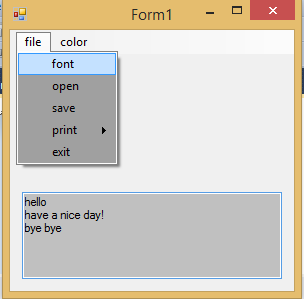 Form1
file color
font
open
save
print
exit
hello
have a nice day!
bye bye